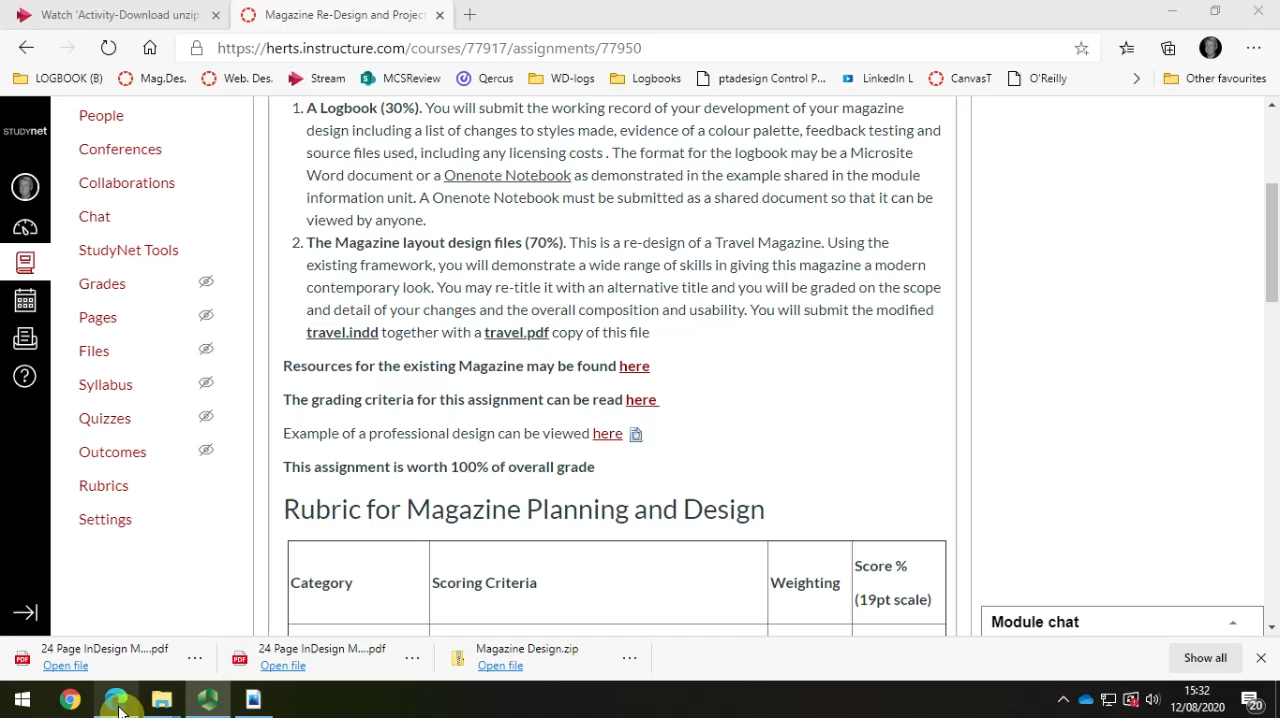 Watch 'Activity-Download unzip
Magazine Re-Design and Project
https://herts.instructure.com/courses/77917/assignments/77950
LOGBOOK (B)
Mag.Des.
Web. Des.
Stream
MCSReview
Qercus
WD-logs
Logbooks
ptadesign Control P...
LinkedIn L
CanvasT
O'Reilly
Other favourites
STUDYnet
People
Conferences
Collaborations
Chat
StudyNet Tools
Grades
Pages
Files
Syllabus
Quizzes
Outcomes
Rubrics
Settings
1. A Logbook (30%). You will submit the working record of your development of your magazine
design including a list of changes to styles made, evidence of a colour palette, feedback testing and
source files used, including any licensing costs . The format for the logbook may be a Microsite
Word document or a Onenote Notebook as demonstrated in the example shared in the module
information unit. A Onenote Notebook must be submitted as a shared document so that it can be
viewed by anyone.
2. The Magazine layout design files (70%). This is a re-design of a Travel Magazine. Using the
existing framework, you will demonstrate a wide range of skills in giving this magazine a modern
contemporary look. You may re-title it with an alternative title and you will be graded on the scope
and detail of your changes and the overall composition and usability. You will submit the modified
travel.indd together with a travel.pdf copy of this file
Resources for the existing Magazine may be found here
The grading criteria for this assignment can be read here
Example of a professional design can be viewed here
This assignment is worth 100% of overall grade
Rubric for Magazine Planning and Design
Category
Scoring Criteria
Weighting
Score %
(19pt scale)
Module chat
24 Page InDesign M....pdf
Open file
24 Page InDesign M....pdf
Open file
Magazine Design.zip
Open file
Show all
15:32
12/08/2020
20